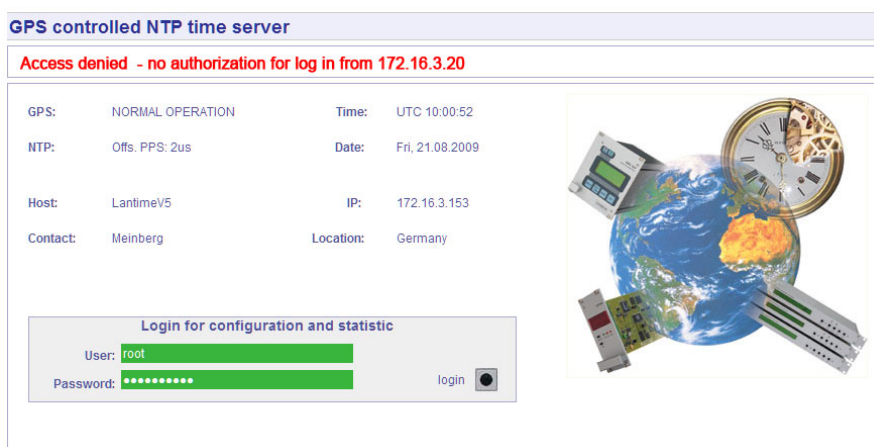 GPS controlled NTP time server
Access denied - no authorization for log in from 172.16.3.20
GPS: NORMAL OPERATION Time: UTC 10:00:52
NTP: Offs. PPS: 2us Date: Fri, 21.08.2009
Host: LantimeV5 IP: 172.16.3.153
Contact: Meinberg Location: Germany
Login for configuration and statistic
User: root
Password: ●●●●●●●●●●
login